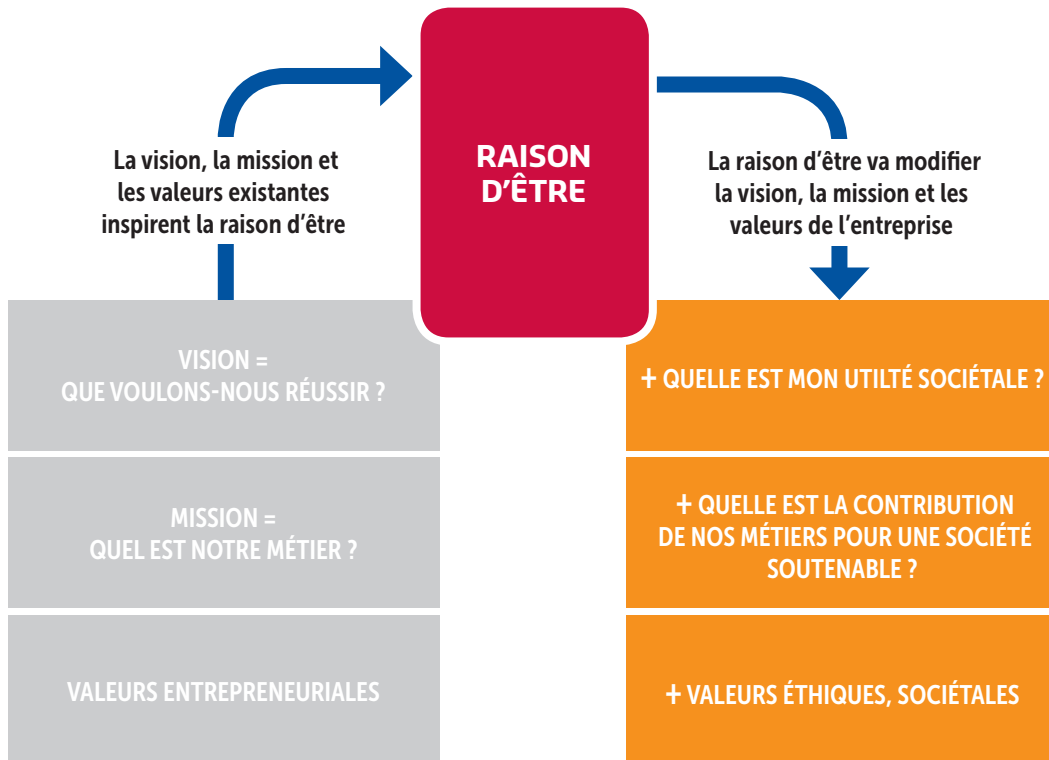 La vision, la mission et
les valeurs existantes
inspirent la raison d'être
RAISON
D'ÊTRE
La raison d'être va modifier
la vision, la mission et les
valeurs de l'entreprise
VISION =
QUE VOULONS-NOUS RÉUSSIR ?
+ QUELLE EST MON UTILTÉ SOCIÉTALE ?
MISSION =
QUEL EST NOTRE MÉTIER ?
+ QUELLE EST LA CONTRIBUTION
DE NOS MÉTIERS POUR UNE SOCIÉTÉ
SOUTENABLE ?
VALEURS ENTREPRENEURIALES
+ VALEURS ÉTHIQUES, SOCIÉTALES